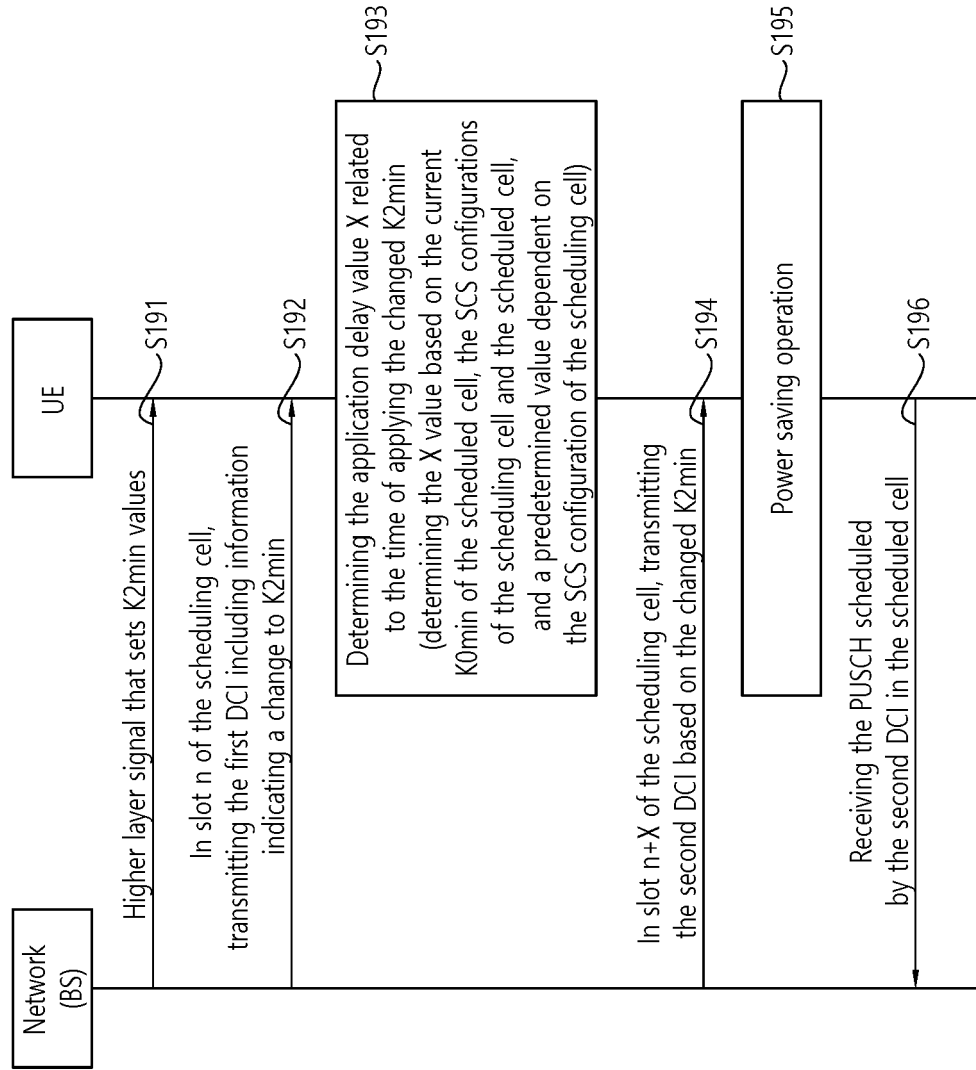 Network
(BS)
UE
Higher layer signal that sets K2min values
S191
In slot n of the scheduling cell,
transmitting the first DCI including information
indicating a change to K2min
S192
Determining the application delay value X related
to the time of applying the changed K2min
(determining the X value based on the current
K0min of the scheduled cell, the SCS configurations
of the scheduling cell and the scheduled cell,
and a predetermined value dependent on
the SCS configuration of the scheduling cell)
S193
In slot n+X of the scheduling cell, transmitting
the second DCI based on the changed K2min
S194
Power saving operation
S195
Receiving the PUSCH scheduled
by the second DCI in the scheduled cell
S196